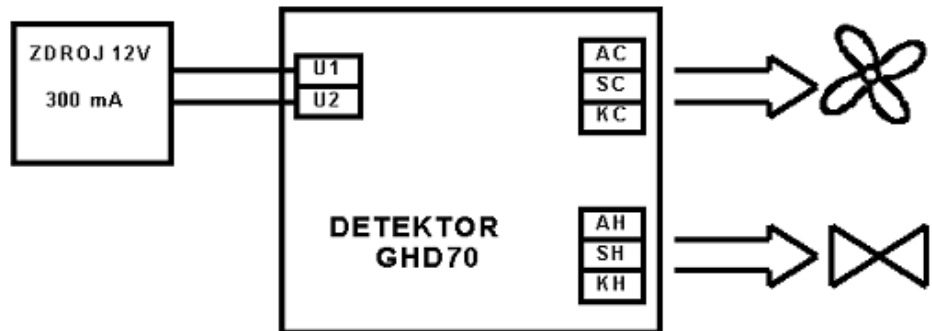 ZDROJ 12V
300 mA
U1
U2
AC
SC
KC
DETEKTOR
GHD70
AH
SH
KH